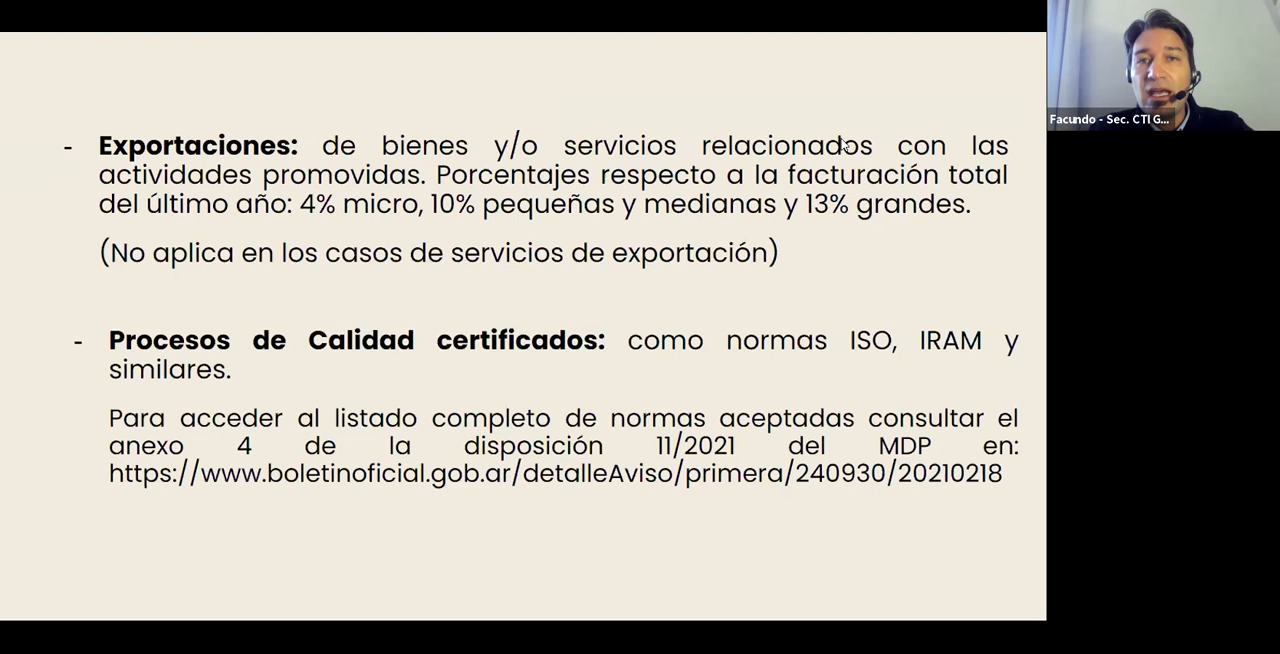 - Exportaciones: de bienes y/o servicios relacionados con las
actividades promovidas. Porcentajes respecto a la facturación total
del último año: 4% micro, 10% pequeñas y medianas y 13% grandes.
(No aplica en los casos de servicios de exportación)
- Procesos de Calidad certificados: como normas ISO, IRAM y
similares.
Para acceder al listado completo de normas aceptadas consultar el
anexo 4 de la disposición 11/2021 del MDP en:
https://www.boletinoficial.gob.ar/detalleAviso/primera/240930/20210218
Facundo - Sec. CTI G...